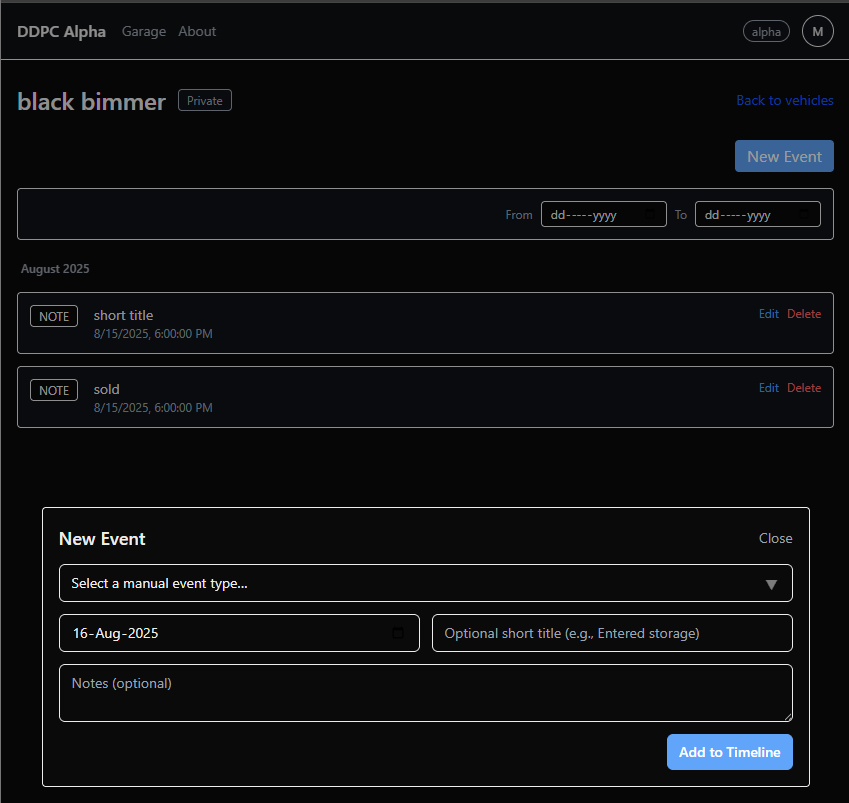 DDPC Alpha Garage About alpha M
black bimmer Private Back to vehicles
New Event
From dd-----yyyy To dd-----yyyy
August 2025
NOTE short title Edit Delete
8/15/2025, 6:00:00 PM
NOTE sold Edit Delete
8/15/2025, 6:00:00 PM
New Event Close
Select a manual event type...
16-Aug-2025 Optional short title (e.g., Entered storage)
Notes (optional)
Add to Timeline